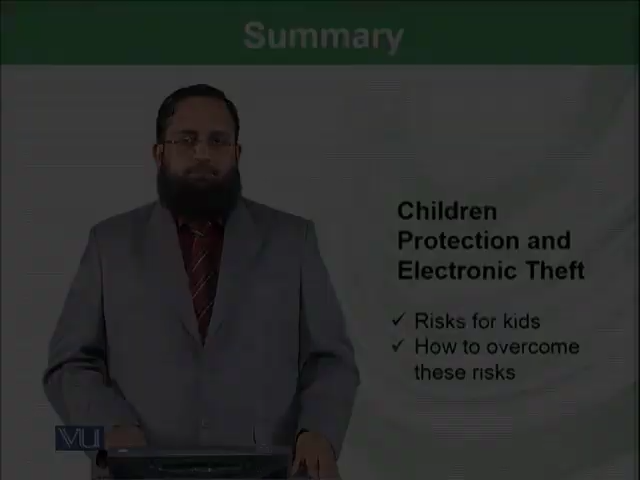 Summary
Children
Protection and
Electronic Theft
✓ Risks for kids
✓ How to overcome
these risks
VU